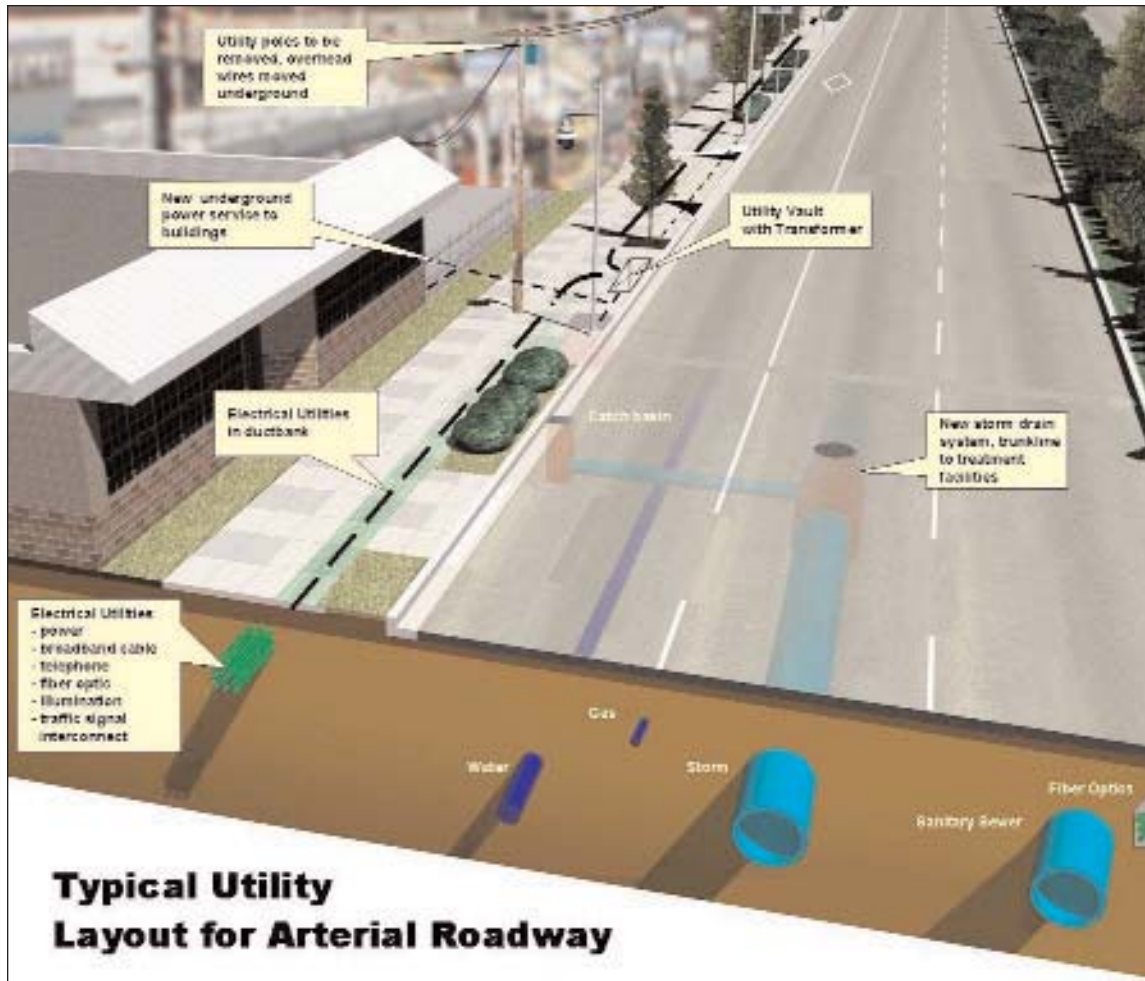 Utility poles to be
removed, overhead
wires moved
underground
New underground
power service to
buildings
Utility Vault
with Transformer
Electrical Utilities
in ductbank
Catch basin
New storm drain
system, trunkline
to treatment
facilities
Electrical Utilities
- power
- broadband cable
- telephone
- fiber optic
- illumination
- traffic signal
interconnect
Gas
Water
Storm
Fiber Optics
Sanitary Sewer
Typical Utility
Layout for Arterial Roadway